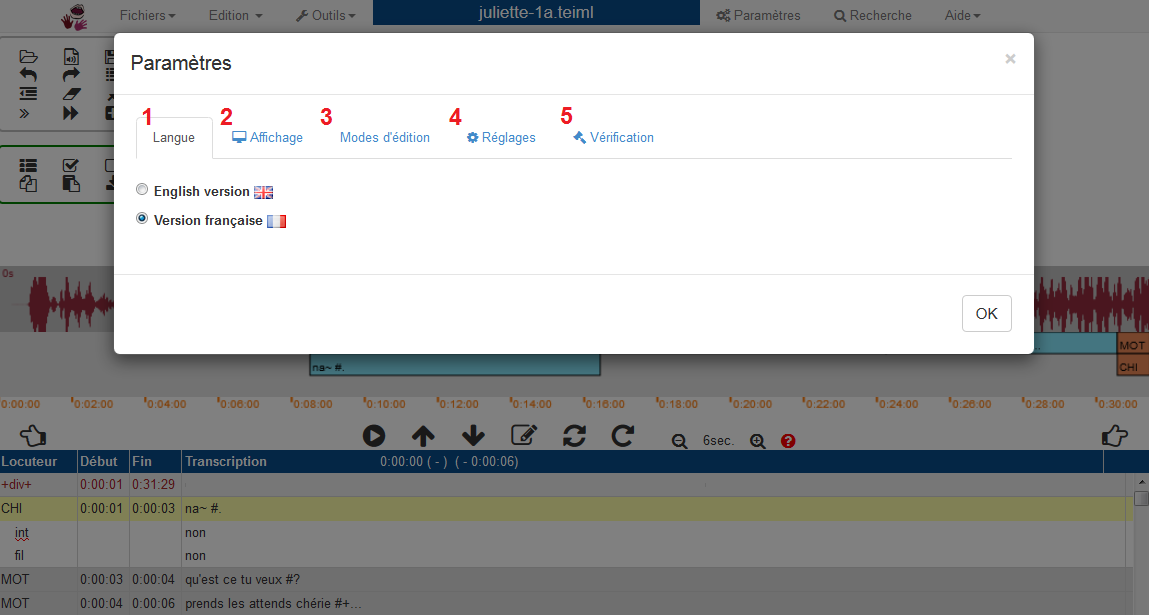 Fichiers Edition Outils juliette-1a.teiml Paramètres Recherche Aide
Paramètres ×
1 2 3 4 5
Langue Affichage Modes d'édition Réglages Vérification
English version
Version française
0s
OK
MOT
na~ #. CHI
0:00:00 0:02:00 0:04:00 0:06:00 0:08:00 0:10:00 0:12:00 0:14:00 0:16:00 0:18:00 0:20:00 0:22:00 0:24:00 0:26:00 0:28:00 0:30:00
6sec. ?
Locuteur Début Fin Transcription 0:00:00 ( - ) ( - 0:00:06)
+div+ 0:00:01 0:31:29
CHI 0:00:01 0:00:03 na~ #.
int non
fil non
MOT 0:00:03 0:00:04 qu'est ce tu veux #?
MOT 0:00:04 0:00:06 prends les attends chérie #+...